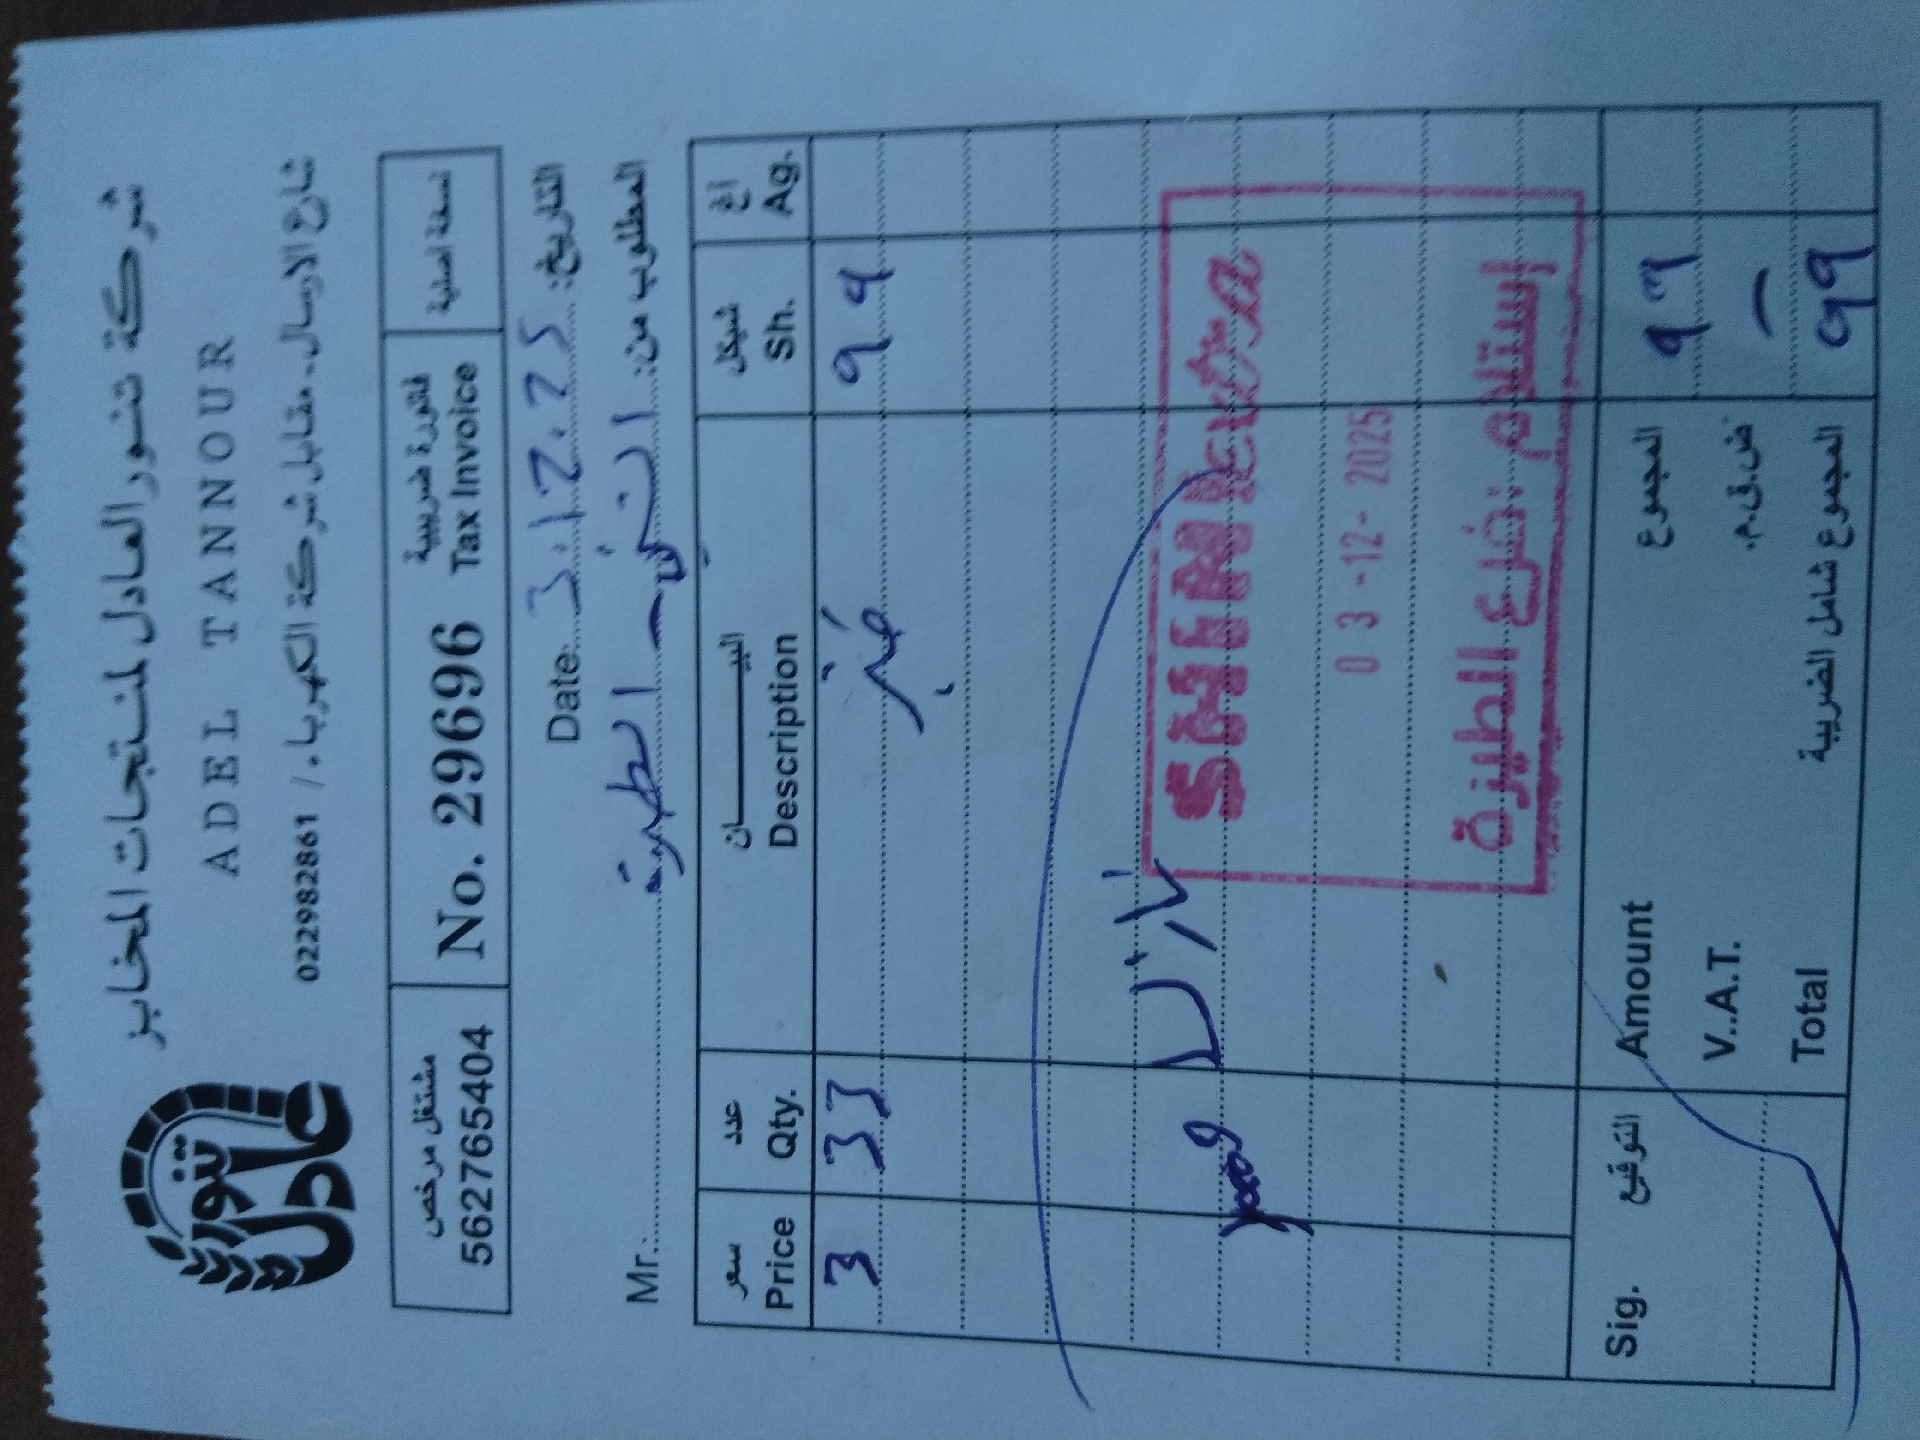 تنور عادل
شركة تنور العادل لمنتجات المخابز
ADEL TANNOUR
شارع الارسال - مقابل شركة الكهرباء / 022982861
مشتغل مرخص
562765404
No. 29696
فاتورة ضريبية
Tax Invoice
نسخة اصلية
Date: 3.12.25 التاريخ:
Mr.: المطلوب من:
سعر عدد البيـــــــان شيكل اغ
Price Qty. Description Sh. Ag.
3 33 خبز 99
SAHINextra
03-12-2025
إستلام: فرع الطيرة
Amount المجموع 99
V..A.T. ض.ق.م. -
Total المجموع شامل الضريبة 99
Sig. التوقيع